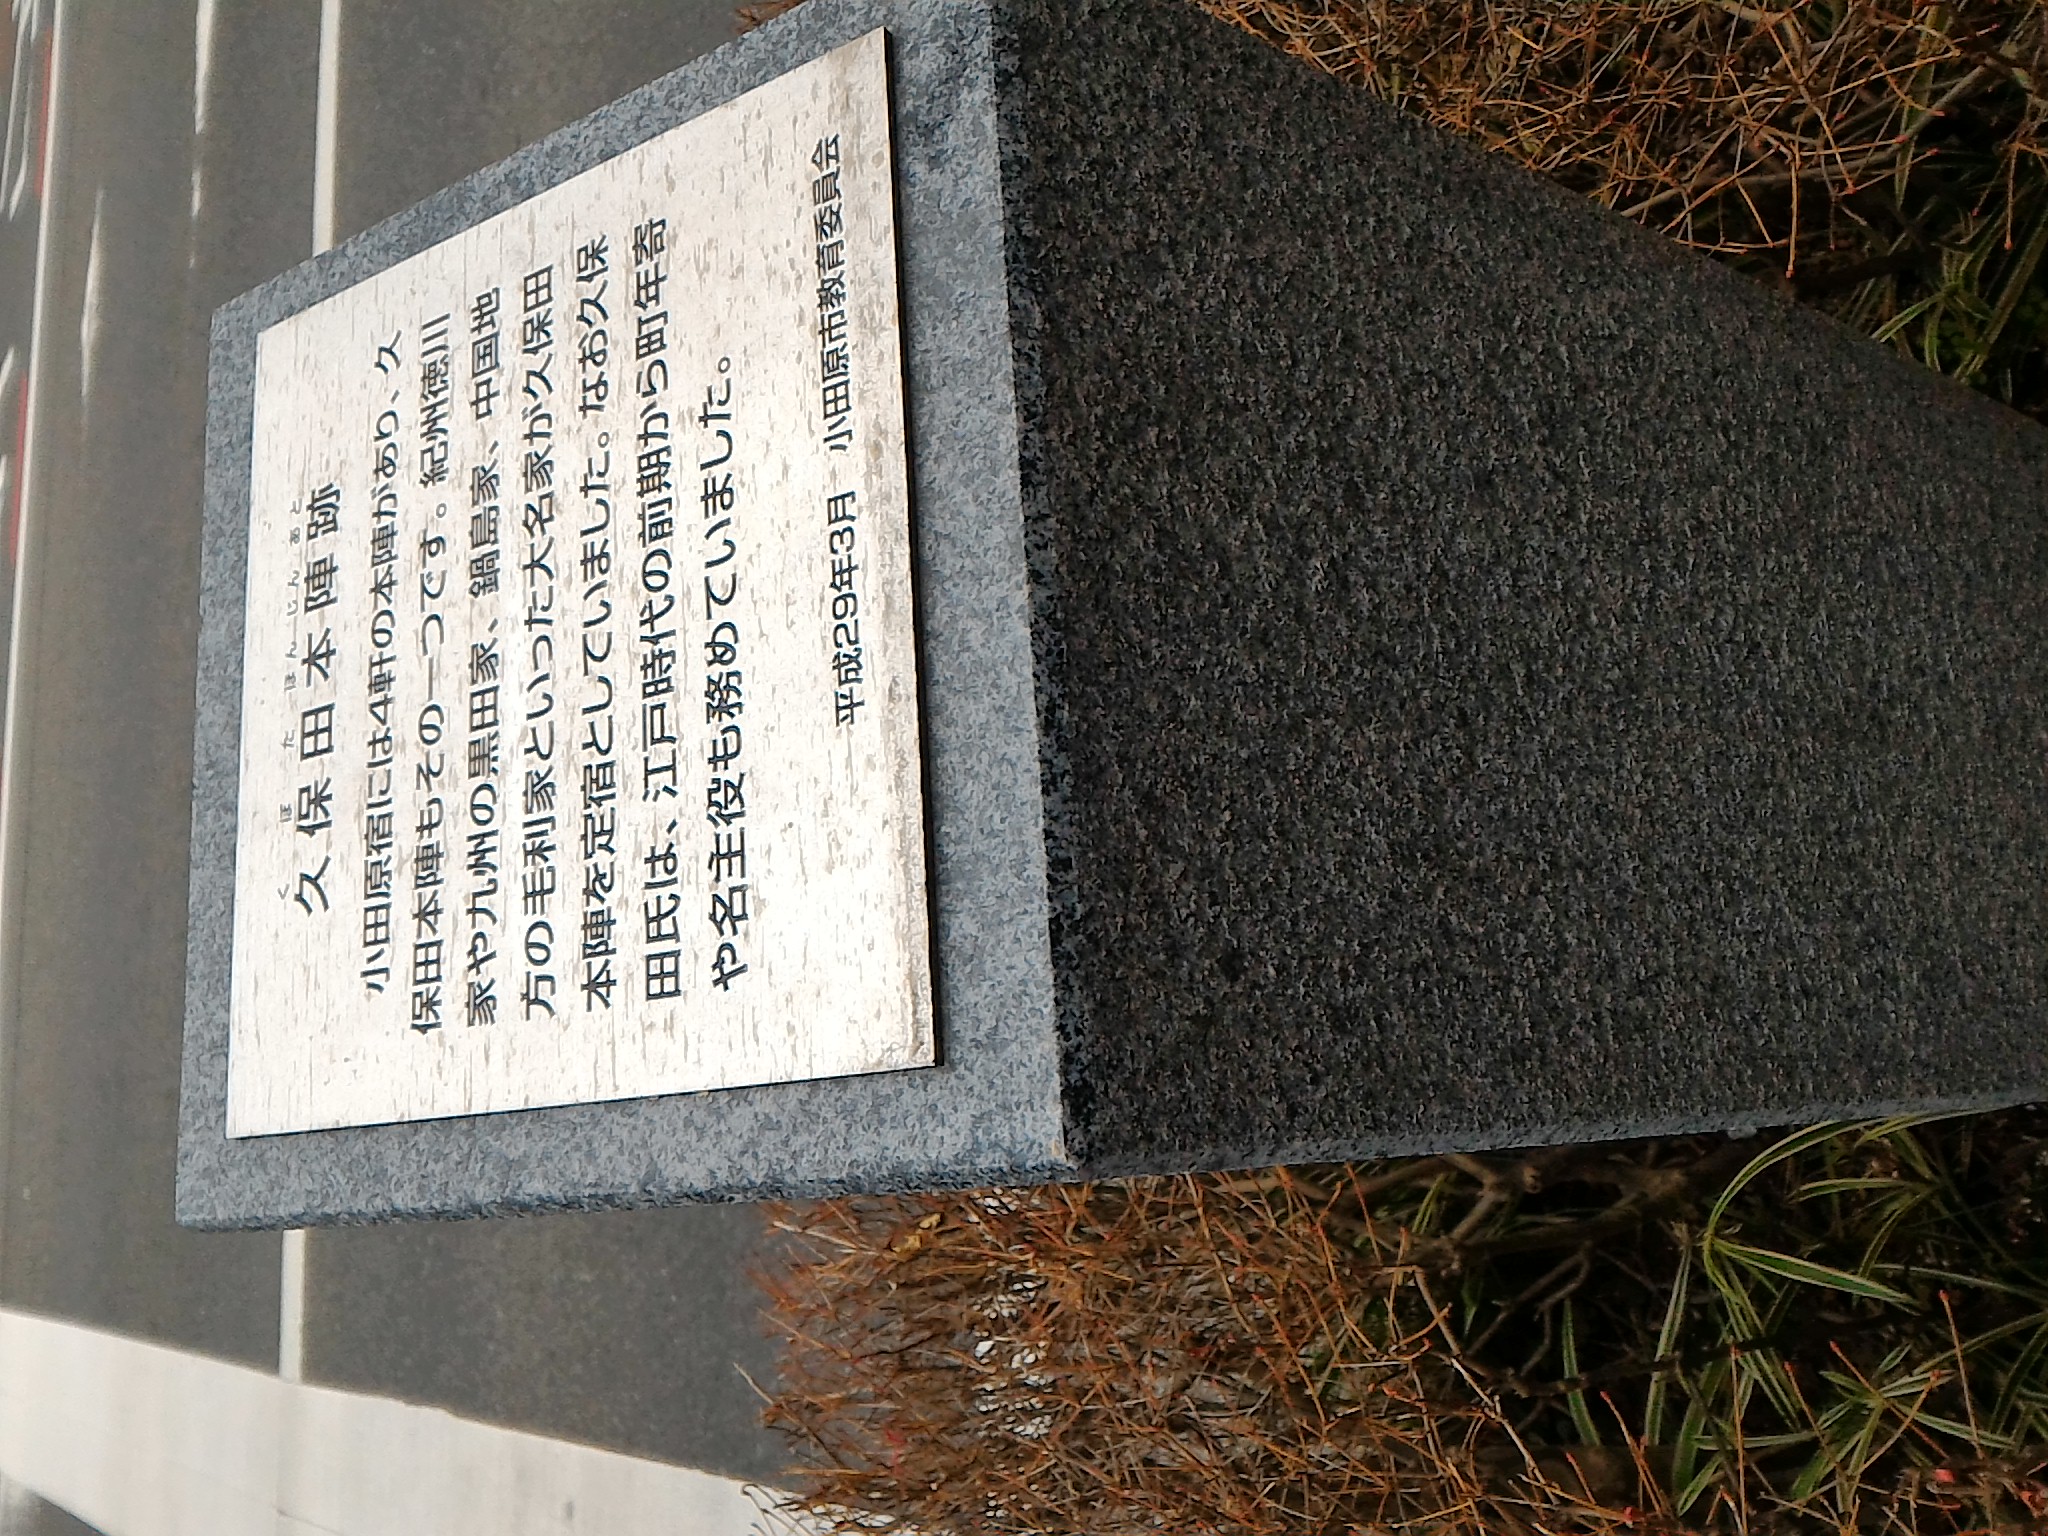 くぼたほんじんあと
久保田本陣跡
小田原宿には4軒の本陣があり、久
保田本陣もその一つです。紀州徳川
家や九州の黒田家、鍋島家、中国地
方の毛利家といった大名家が久保田
本陣を定宿としていました。なお久保
田氏は、江戸時代の前期から町年寄
や名主役も務めていました。
平成29年3月　小田原市教育委員会